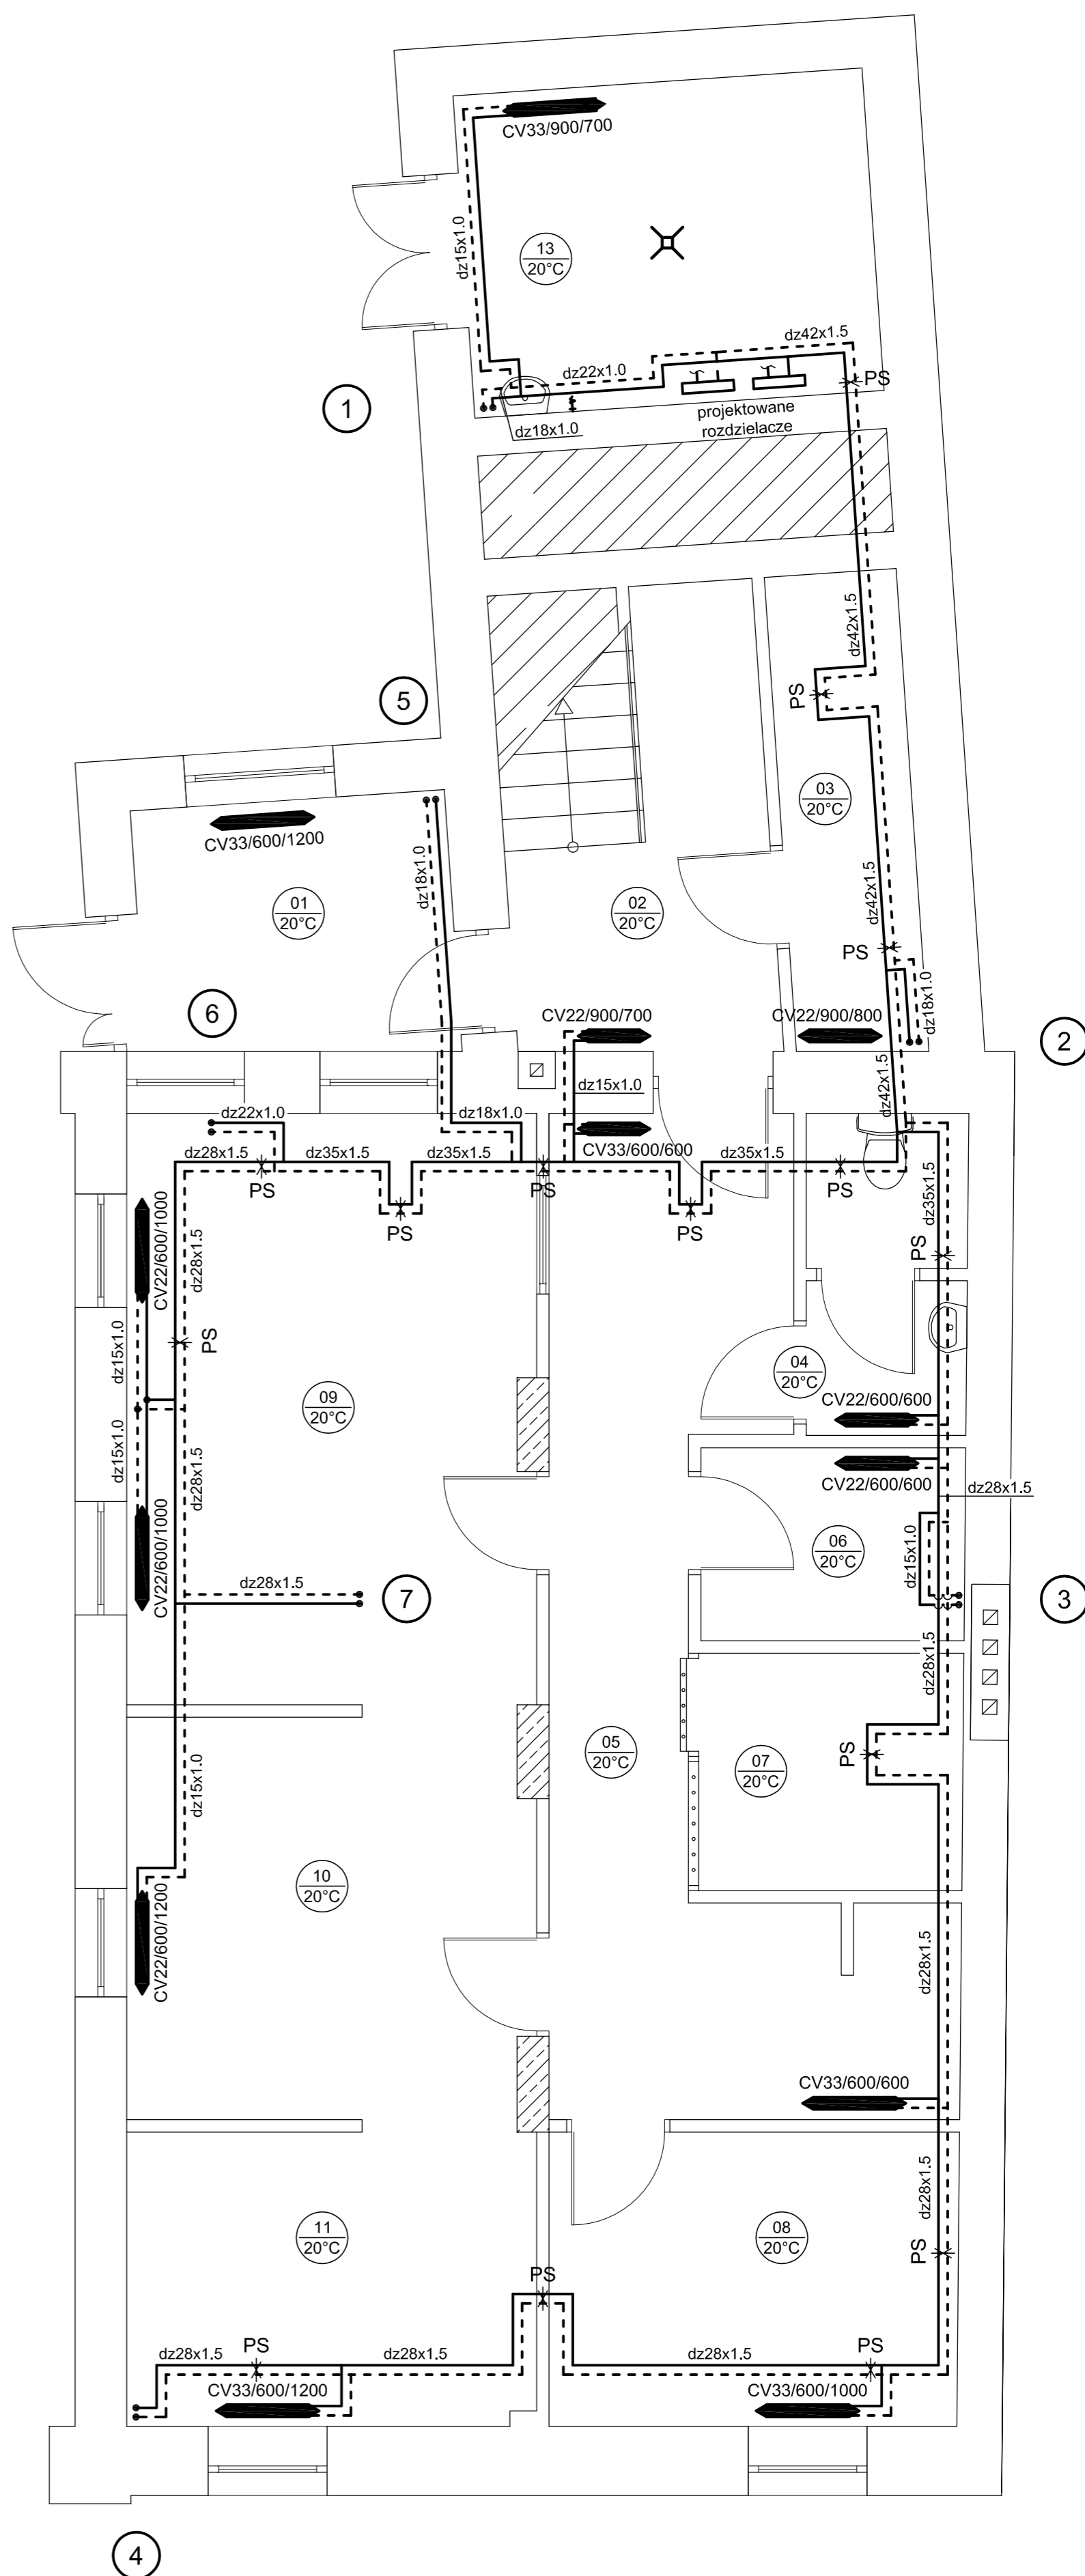 CV33/900/700
dz15x1.0
13
20°C
dz42x1.5
dz22x1.0
PS
1
projektowane
rozdzielacze
dz18x1.0
dz42x1.5
5
PS
03
20°C
CV33/600/1200
dz18x1.0
01
20°C
02
20°C
dz42x1.5
PS
6
CV22/900/700
CV22/900/800
dz18x1.0
2
dz15x1.0
dz42x1.5
dz22x1.0
dz18x1.0
dz28x1.5
dz35x1.5
dz35x1.5
CV33/600/600
dz35x1.5
PS
PS
PS
PS
PS
dz35x1.5
PS
CV22/600/1000
dz28x1.5
PS
dz15x1.0
04
20°C
CV22/600/600
09
20°C
dz15x1.0
dz28x1.5
CV22/600/600
dz28x1.5
CV22/600/1000
06
20°C
dz15x1.0
dz28x1.5
7
3
dz28x1.5
05
20°C
07
20°C
PS
dz15x1.0
10
20°C
CV22/600/1200
dz28x1.5
CV33/600/600
dz28x1.5
11
20°C
08
20°C
PS
PS
dz28x1.5
PS
dz28x1.5
dz28x1.5
PS
CV33/600/1200
CV33/600/1000
4